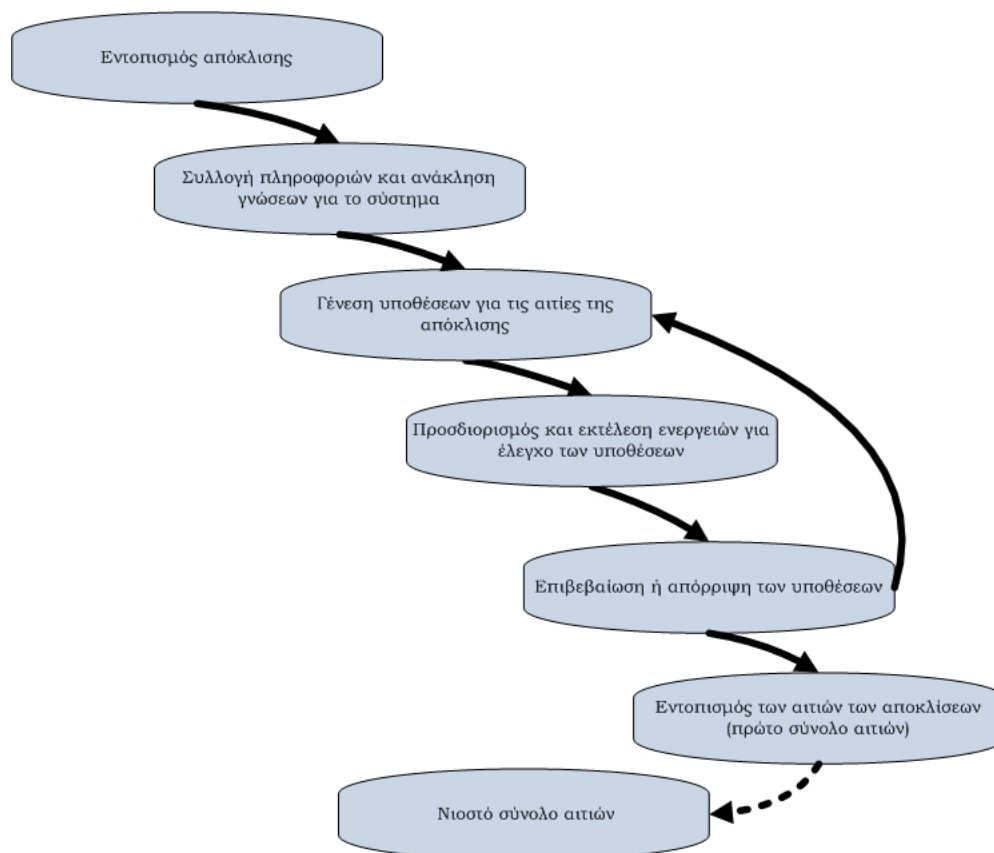 Εντοπισμός απόκλισης
Συλλογή πληροφοριών και ανάκληση
γνώσεων για το σύστημα
Γένεση υποθέσεων για τις αιτίες της
απόκλισης
Προσδιορισμός και εκτέλεση ενεργειών για
έλεγχο των υποθέσεων
Επιβεβαίωση ή απόρριψη των υποθέσεων
Εντοπισμός των αιτιών των αποκλίσεων
(πρώτο σύνολο αιτιών)
Νιοστό σύνολο αιτιών